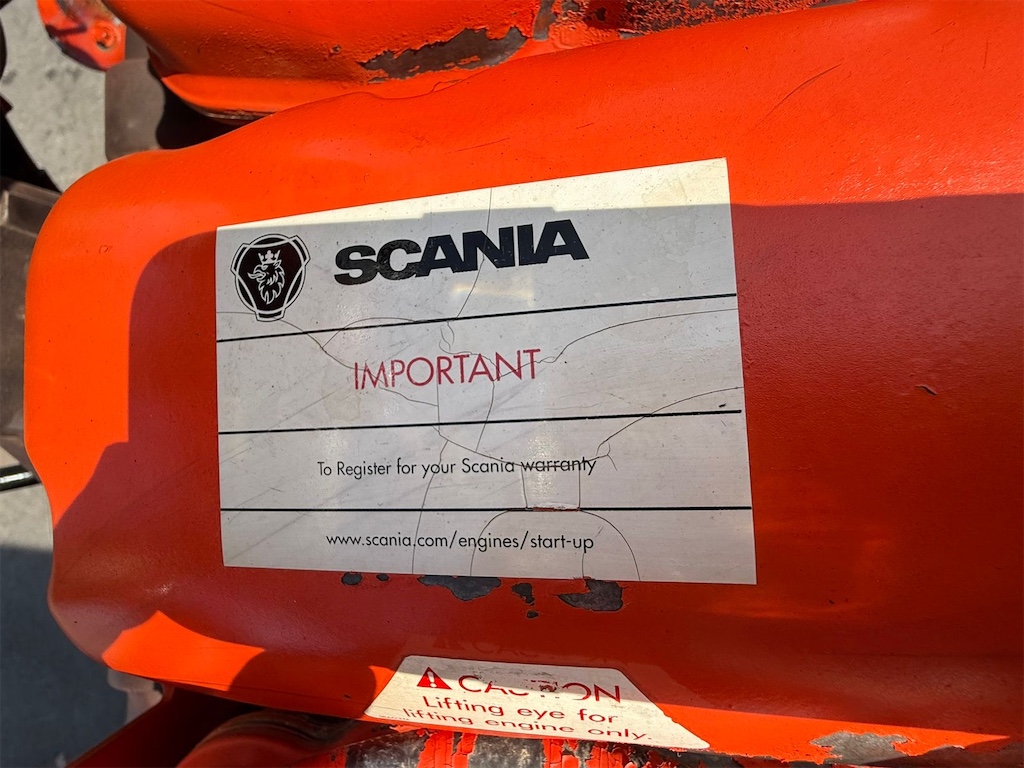 SCANIA
IMPORTANT
To Register for your Scania warranty
www.scania.com/engines/start-up
CAUTION
Lifting eye for
lifting engine only.